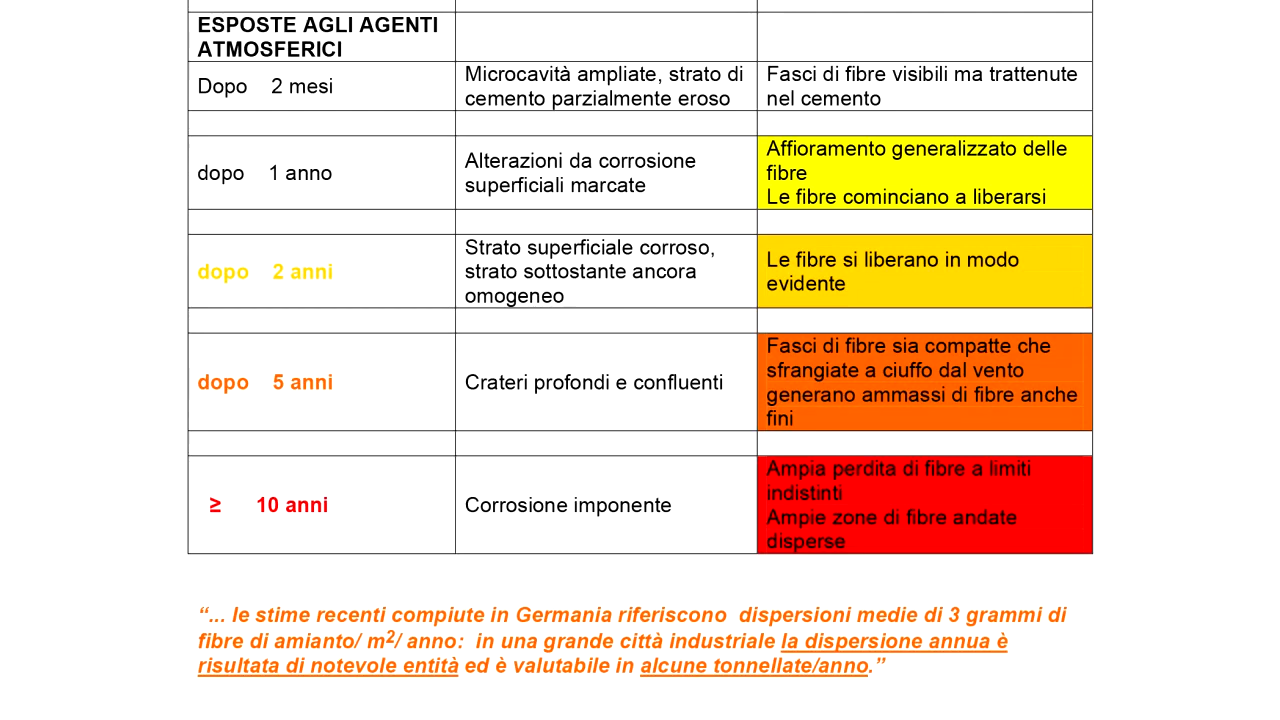 ESPOSTE AGLI AGENTI
ATMOSFERICI
Dopo 2 mesi
Microcavità ampliate, strato di
cemento parzialmente eroso
Fasci di fibre visibili ma trattenute
nel cemento
dopo 1 anno
Alterazioni da corrosione
superficiali marcate
Affioramento generalizzato delle
fibre
Le fibre cominciano a liberarsi
dopo 2 anni
Strato superficiale corroso,
strato sottostante ancora
omogeneo
Le fibre si liberano in modo
evidente
dopo 5 anni
Crateri profondi e confluenti
Fasci di fibre sia compatte che
sfrangiate a ciuffo dal vento
generano ammassi di fibre anche
fini
≥ 10 anni
Corrosione imponente
Ampia perdita di fibre a limiti
indistinti
Ampie zone di fibre andate
disperse
“... le stime recenti compiute in Germania riferiscono dispersioni medie di 3 grammi di
fibre di amianto/ m²/ anno: in una grande città industriale la dispersione annua è
risultata di notevole entità ed è valutabile in alcune tonnellate/anno.”